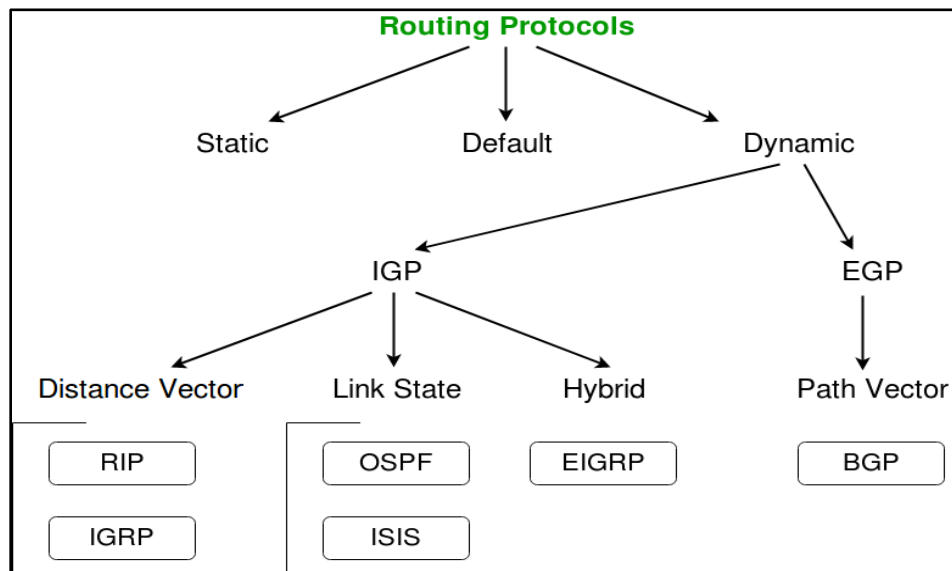 Routing Protocols
Static
Default
Dynamic
IGP
EGP
Distance Vector
Link State
Hybrid
Path Vector
RIP
OSPF
EIGRP
BGP
IGRP
ISIS